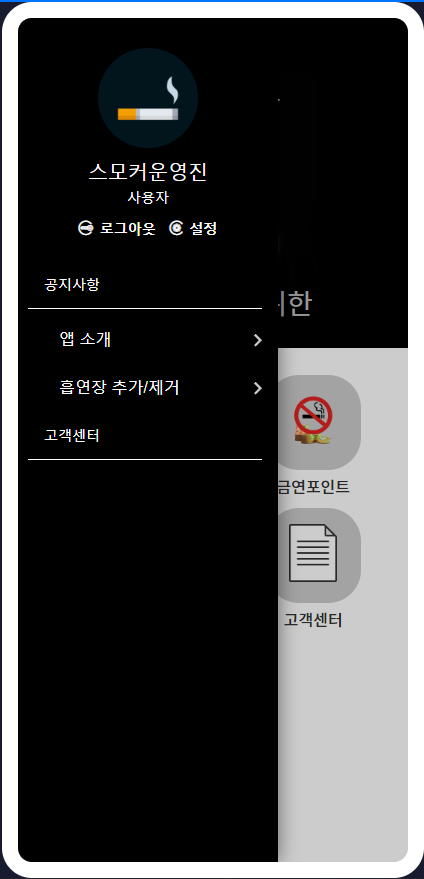 스모커운영진
사용자
로그아웃 설정
공지사항
앱 소개
흡연장 추가/제거
고객센터
한
금연포인트
고객센터